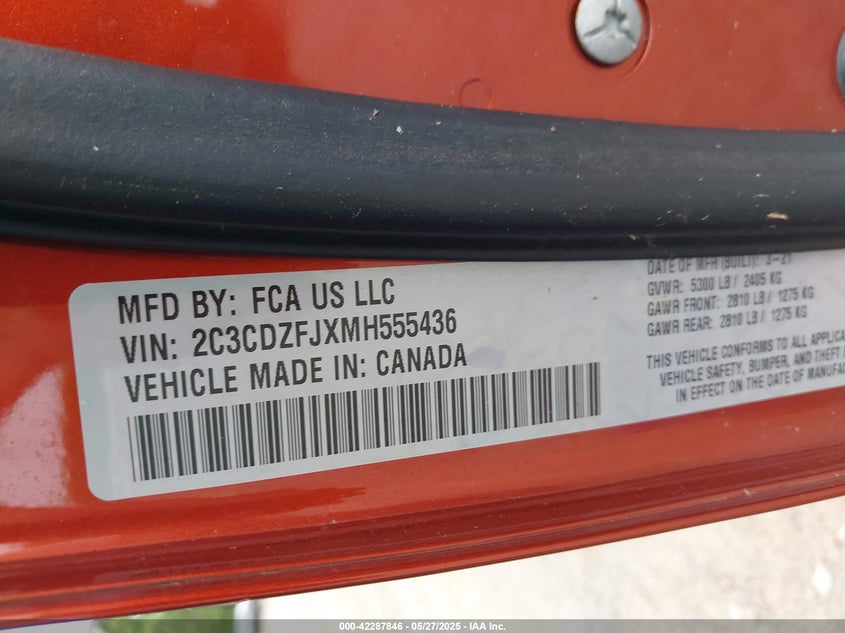 MFD BY: FCA US LLC
VIN: 2C3CDZFJXMH555436
VEHICLE MADE IN: CANADA
DATE OF MFR (BUILT): 3-21
GVWR: 5300 LB / 2405 KG
GAWR FRONT: 2810 LB / 1275 KG
GAWR REAR: 2810 LB / 1275 KG
THIS VEHICLE CONFORMS TO ALL APPLICA
VEHICLE SAFETY, BUMPER, AND THEFT
IN EFFECT ON THE DATE OF MANUFAC
000-42287846 — 05/27/2025 — IAA Inc.